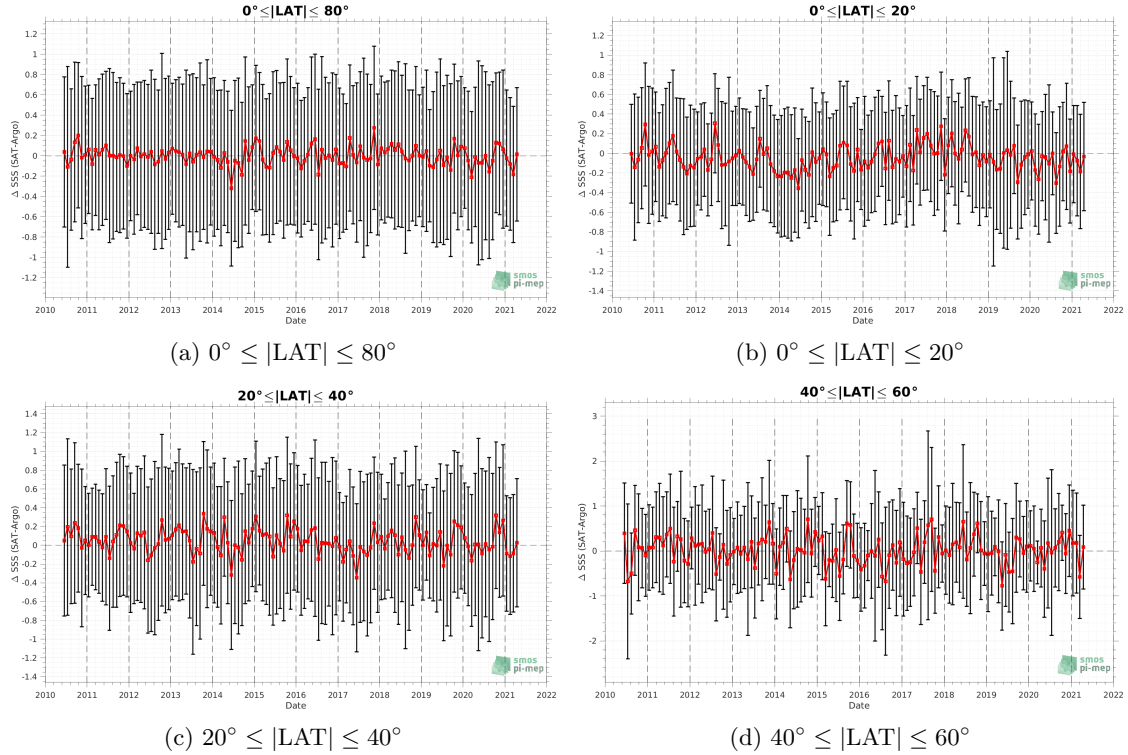 0°≤|LAT|≤ 80°
Δ SSS (SAT-Argo)
1.2
1
0.8
0.6
0.4
0.2
0
-0.2
-0.4
-0.6
-0.8
-1
-1.2
2010 2011 2012 2013 2014 2015 2016 2017 2018 2019 2020 2021 2022
Date
smos
pi-mep
(a) 0° ≤ |LAT| ≤ 80°
0°≤|LAT|≤ 20°
Δ SSS (SAT-Argo)
1.2
1
0.8
0.6
0.4
0.2
0
-0.2
-0.4
-0.6
-0.8
-1
-1.2
-1.4
2010 2011 2012 2013 2014 2015 2016 2017 2018 2019 2020 2021 2022
Date
smos
pi-mep
(b) 0° ≤ |LAT| ≤ 20°
20°≤|LAT|≤ 40°
Δ SSS (SAT-Argo)
1.4
1.2
1
0.8
0.6
0.4
0.2
0
-0.2
-0.4
-0.6
-0.8
-1
-1.2
-1.4
2010 2011 2012 2013 2014 2015 2016 2017 2018 2019 2020 2021 2022
Date
smos
pi-mep
(c) 20° ≤ |LAT| ≤ 40°
40°≤|LAT|≤ 60°
Δ SSS (SAT-Argo)
3
2
1
0
-1
-2
2010 2011 2012 2013 2014 2015 2016 2017 2018 2019 2020 2021 2022
Date
smos
pi-mep
(d) 40° ≤ |LAT| ≤ 60°